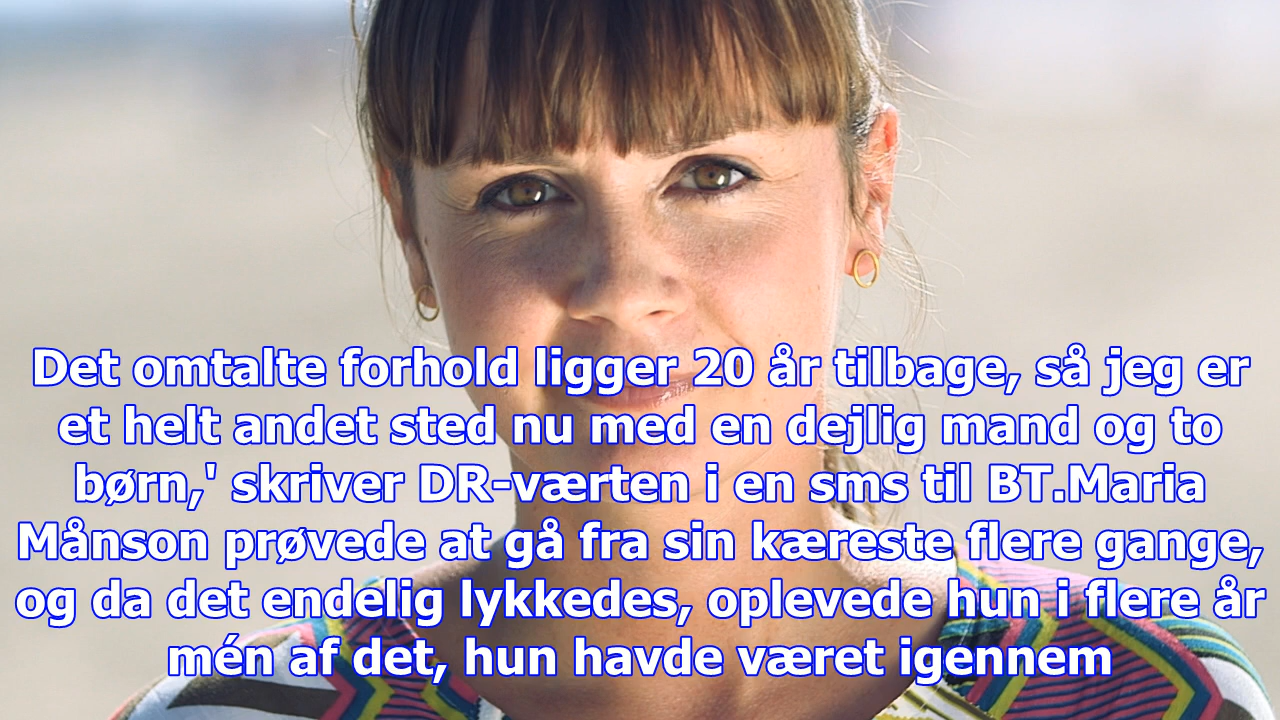 Det omtalte forhold ligger 20 år tilbage, så jeg er
et helt andet sted nu med en dejlig mand og to
børn,' skriver DR-værten i en sms til BT.Maria
Månson prøvede at gå fra sin kæreste flere gange,
og da det endelig lykkedes, oplevede hun i flere år
mén af det, hun havde været igennem